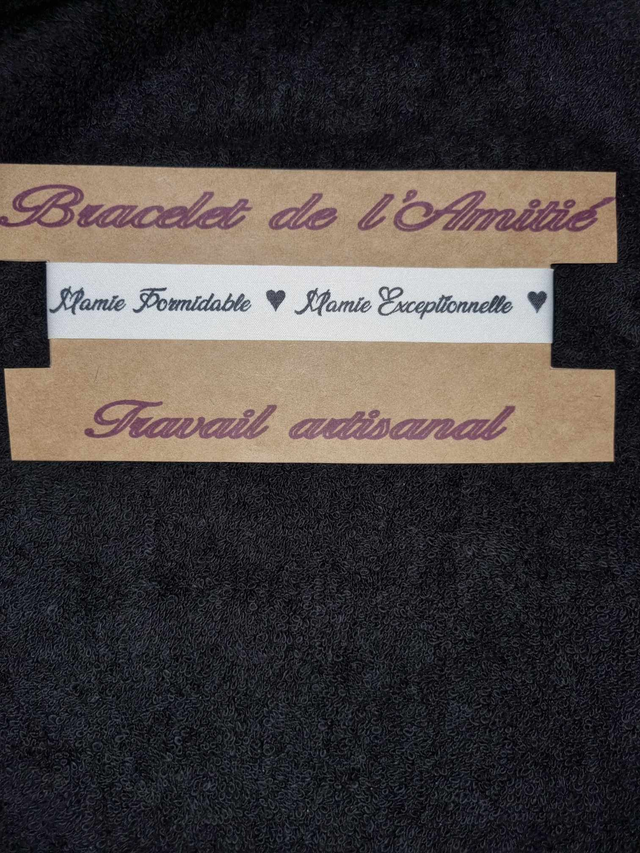 Bracelet de l'Amitié
Mamie Formidable ♥ Mamie Exceptionnelle ♥
Travail artisanal